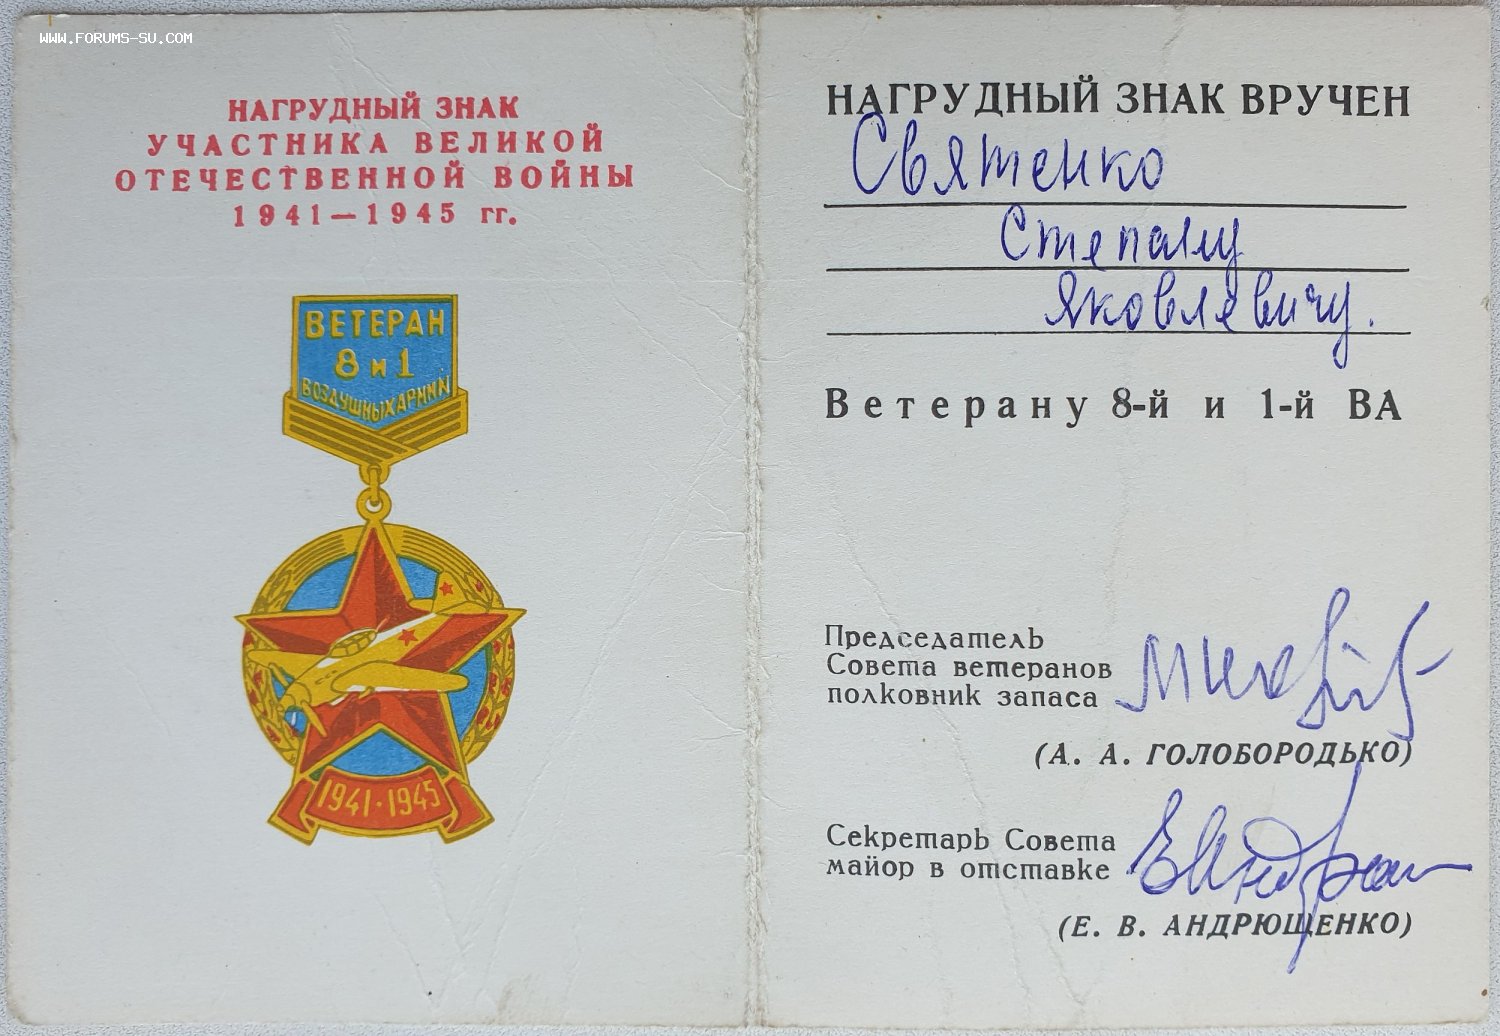 www.forums-su.com
НАГРУДНЫЙ ЗНАК
УЧАСТНИКА ВЕЛИКОЙ
ОТЕЧЕСТВЕННОЙ ВОЙНЫ
1941—1945 гг.
ВЕТЕРАН
8 и 1
ВОЗДУШНЫХ АРМИЙ
1941·1945
НАГРУДНЫЙ ЗНАК ВРУЧЕН
Святенко
Степану
Яковлевичу.
Ветерану 8-й и 1-й ВА
Председатель
Совета ветеранов
полковник запаса
(А. А. ГОЛОБОРОДЬКО)
Секретарь Совета
майор в отставке
(Е. В. АНДРЮЩЕНКО)